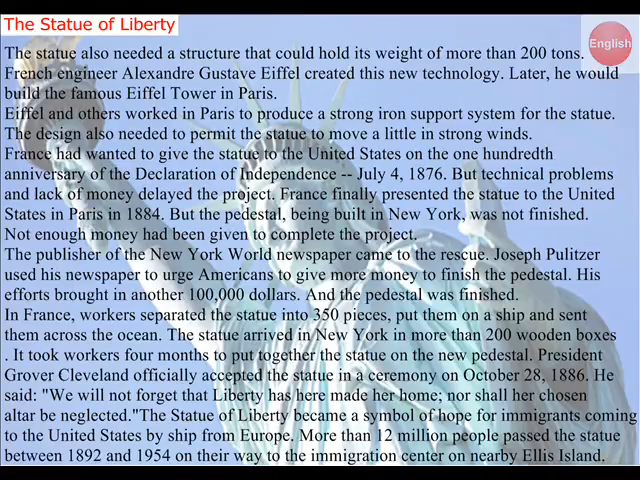 The Statue of Liberty
English
The statue also needed a structure that could hold its weight of more than 200 tons.
French engineer Alexandre Gustave Eiffel created this new technology. Later, he would
build the famous Eiffel Tower in Paris.
Eiffel and others worked in Paris to produce a strong iron support system for the statue.
The design also needed to permit the statue to move a little in strong winds.
France had wanted to give the statue to the United States on the one hundredth
anniversary of the Declaration of Independence -- July 4, 1876. But technical problems
and lack of money delayed the project. France finally presented the statue to the United
States in Paris in 1884. But the pedestal, being built in New York, was not finished.
Not enough money had been given to complete the project.
The publisher of the New York World newspaper came to the rescue. Joseph Pulitzer
used his newspaper to urge Americans to give more money to finish the pedestal. His
efforts brought in another 100,000 dollars. And the pedestal was finished.
In France, workers separated the statue into 350 pieces, put them on a ship and sent
them across the ocean. The statue arrived in New York in more than 200 wooden boxes
. It took workers four months to put together the statue on the new pedestal. President
Grover Cleveland officially accepted the statue in a ceremony on October 28, 1886. He
said: "We will not forget that Liberty has here made her home; nor shall her chosen
altar be neglected."The Statue of Liberty became a symbol of hope for immigrants coming
to the United States by ship from Europe. More than 12 million people passed the statue
between 1892 and 1954 on their way to the immigration center on nearby Ellis Island.